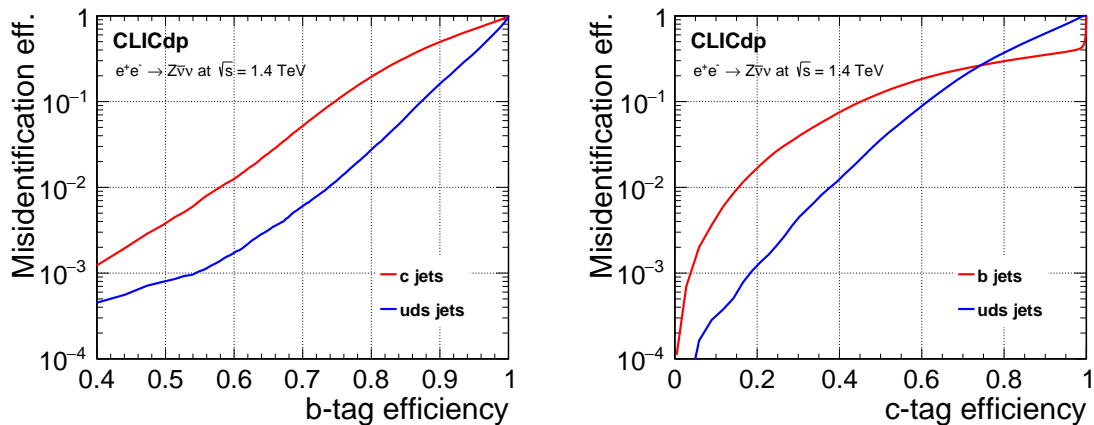 Misidentification eff.
CLICdp
e⁺e⁻ → Zν̅ν at √s = 1.4 TeV
c jets
uds jets
1
10⁻¹
10⁻²
10⁻³
10⁻⁴
0.4 0.5 0.6 0.7 0.8 0.9 1
b-tag efficiency
Misidentification eff.
CLICdp
e⁺e⁻ → Zν̅ν at √s = 1.4 TeV
b jets
uds jets
1
10⁻¹
10⁻²
10⁻³
10⁻⁴
0 0.2 0.4 0.6 0.8 1
c-tag efficiency